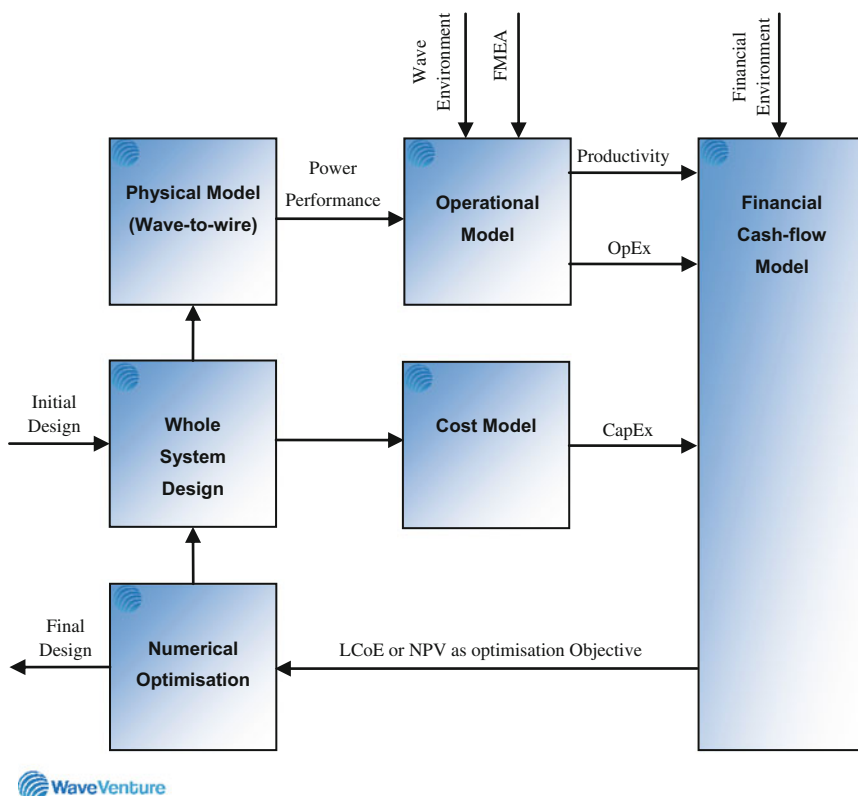 Wave
Environment
FMEA
Financial
Environment
Physical Model
(Wave-to-wire)
Power
Performance
Operational
Model
Productivity
OpEx
Financial
Cash-flow
Model
Initial
Design
Whole
System
Design
Cost Model
CapEx
Final
Design
Numerical
Optimisation
LCoE or NPV as optimisation Objective
WaveVenture